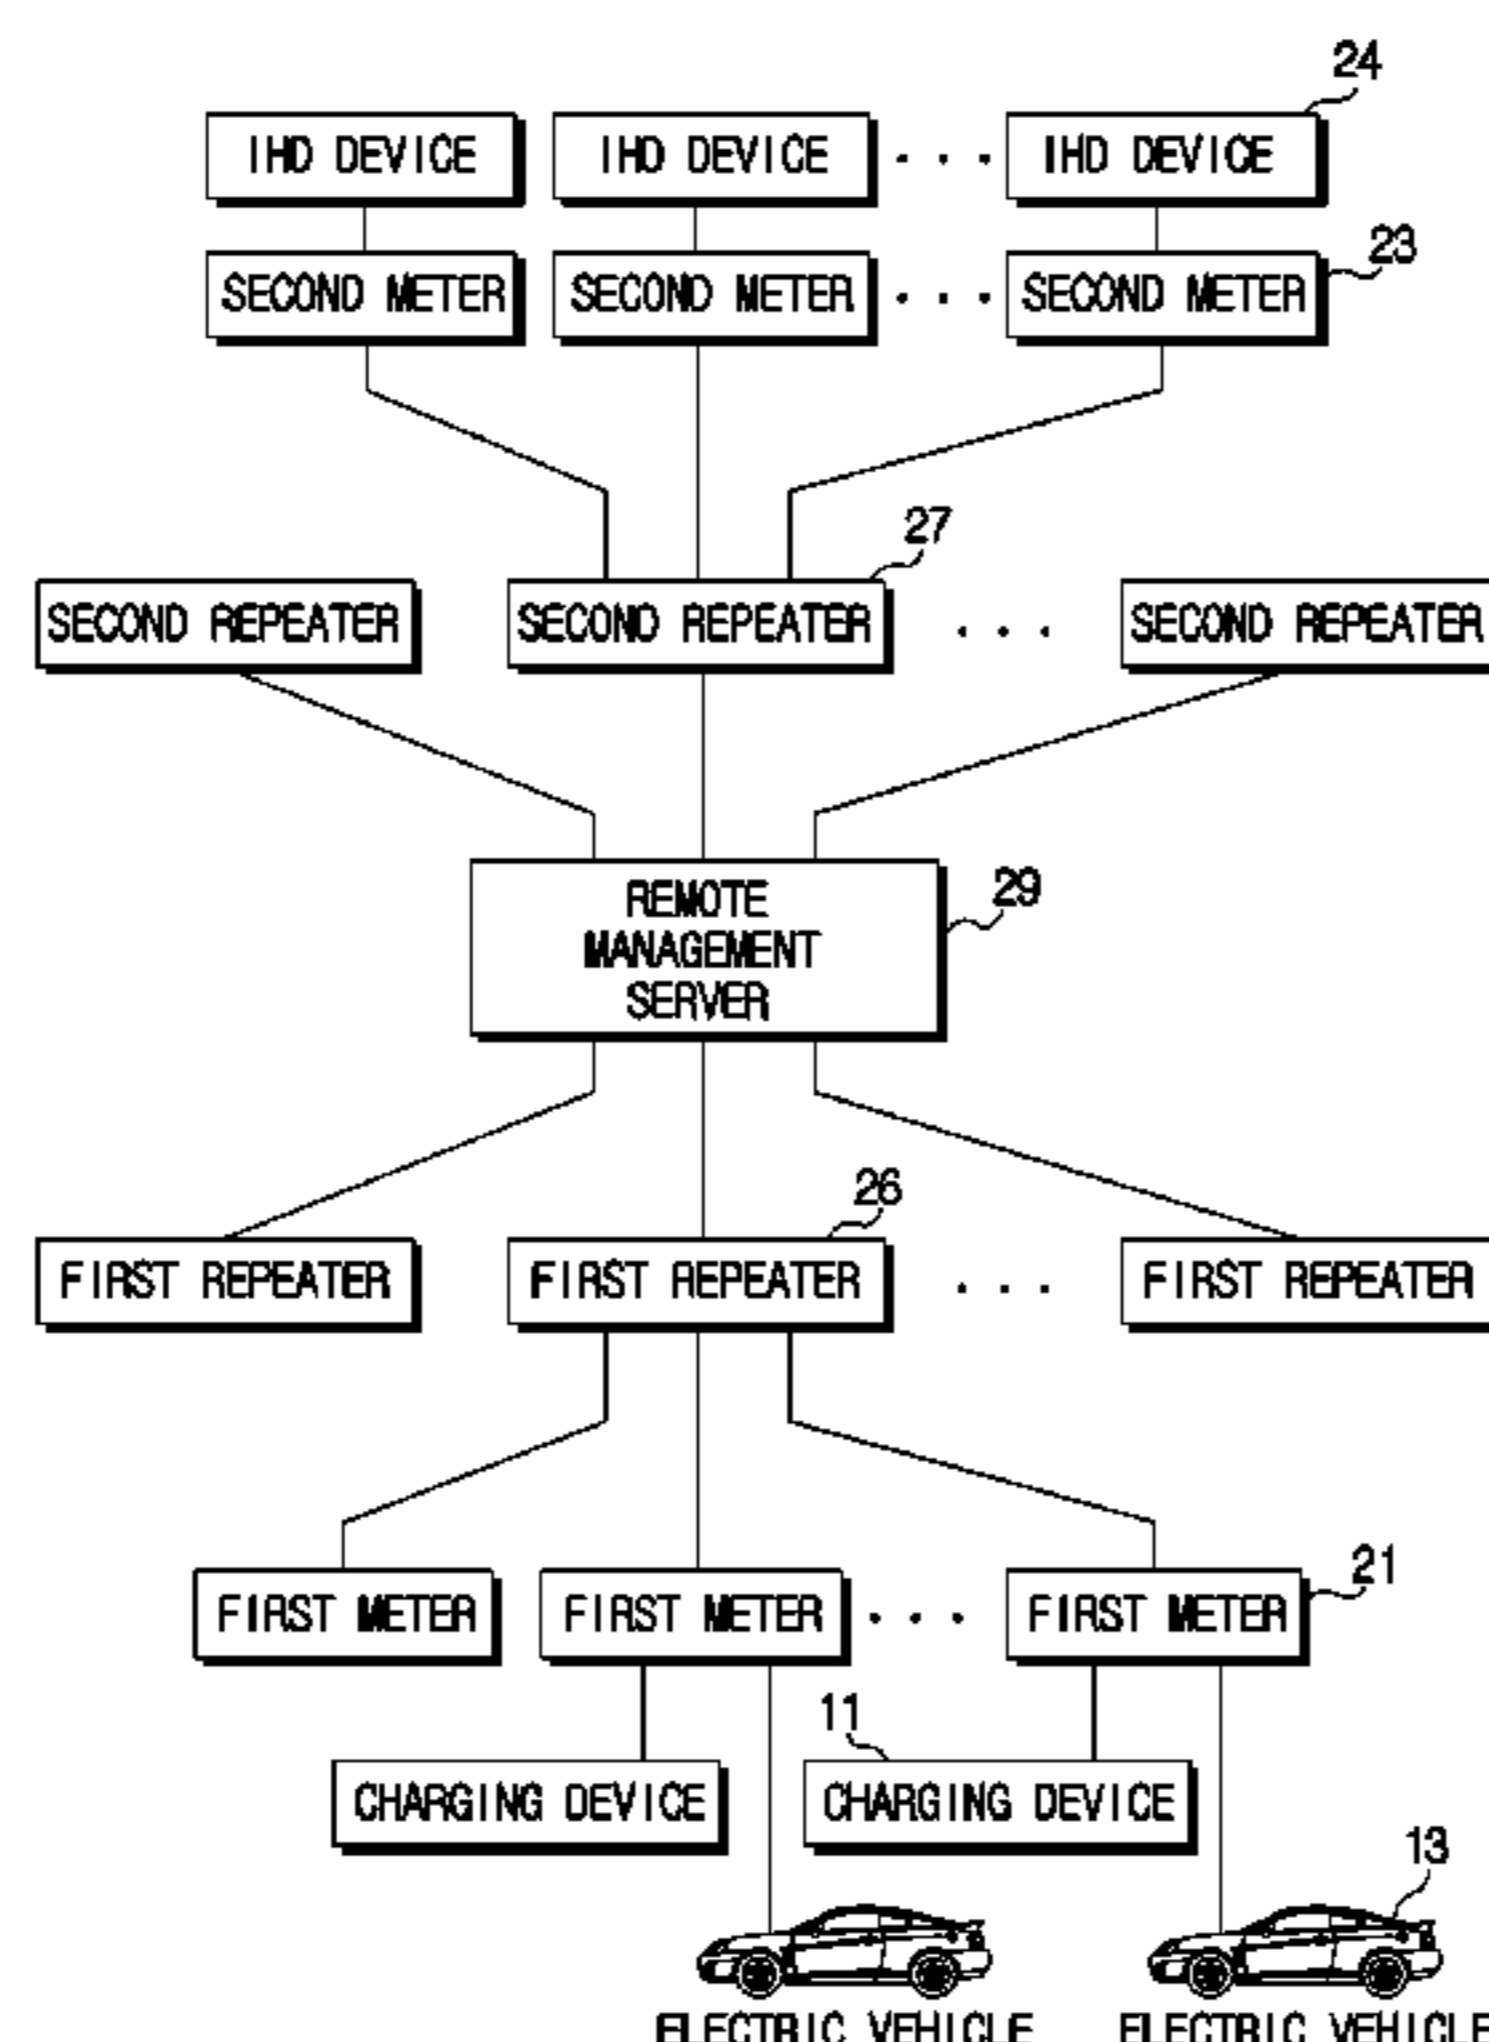 24
IHD DEVICE IHD DEVICE ... IHD DEVICE
23
SECOND METER SECOND METER ... SECOND METER
27
SECOND REPEATER SECOND REPEATER ... SECOND REPEATER
29
REMOTE
MANAGEMENT
SERVER
26
FIRST REPEATER FIRST REPEATER ... FIRST REPEATER
21
FIRST METER FIRST METER ... FIRST METER
11
CHARGING DEVICE CHARGING DEVICE
13
ELECTRIC VEHICLE ELECTRIC VEHICLE